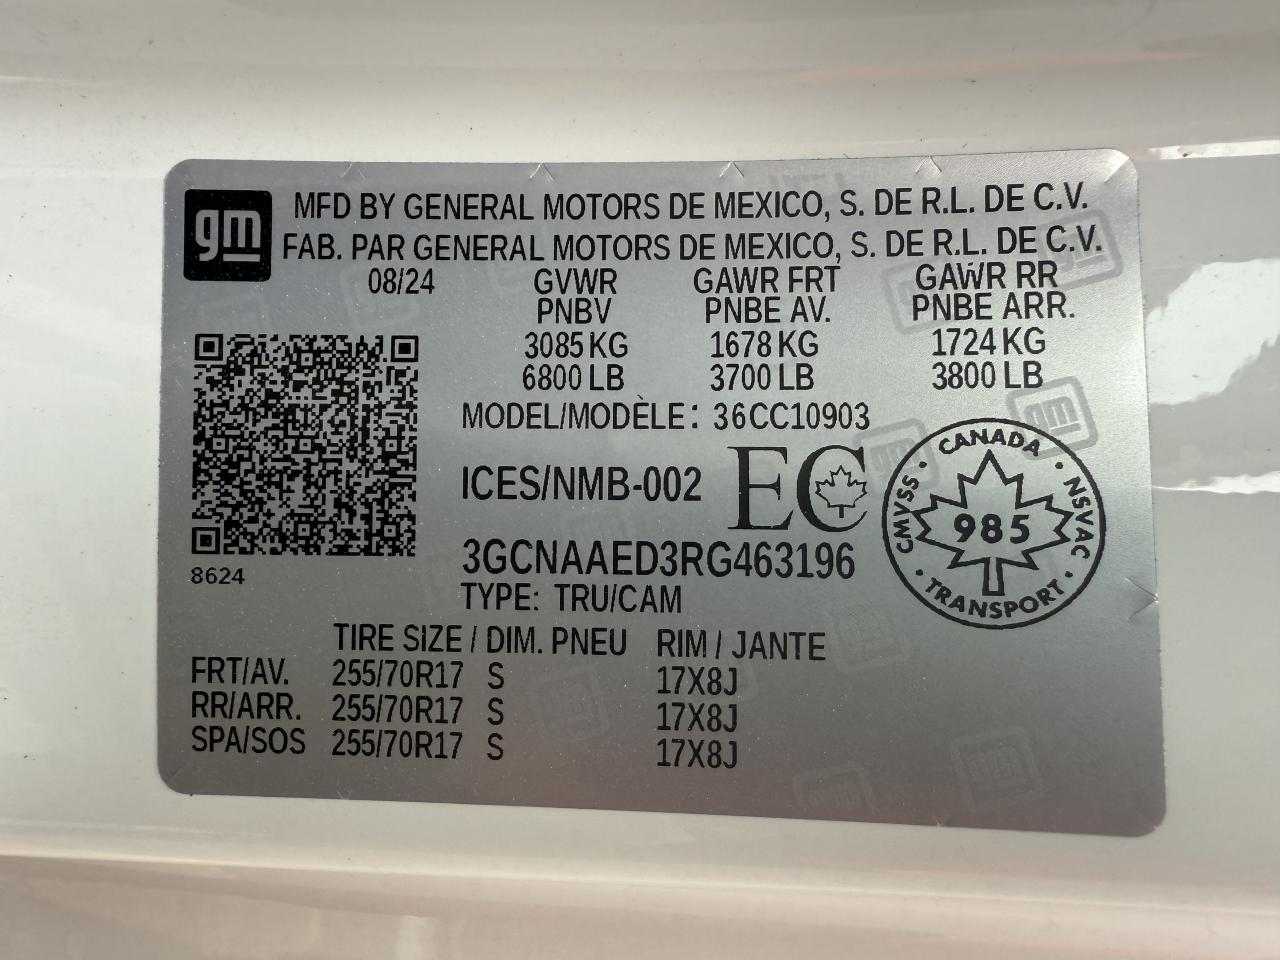 gm
MFD BY GENERAL MOTORS DE MEXICO, S. DE R.L. DE C.V.
FAB. PAR GENERAL MOTORS DE MEXICO, S. DE R.L. DE C.V.
08/24 GVWR GAWR FRT GAWR RR
PNBV PNBE AV. PNBE ARR.
3085 KG 1678 KG 1724 KG
6800 LB 3700 LB 3800 LB
MODEL/MODÈLE: 36CC10903
ICES/NMB-002 EC
CANADA
CMVSS 985 NSVAC
TRANSPORT
3GCNAAED3RG463196
8624
TYPE: TRU/CAM
TIRE SIZE / DIM. PNEU RIM / JANTE
FRT/AV. 255/70R17 S 17X8J
RR/ARR. 255/70R17 S 17X8J
SPA/SOS 255/70R17 S 17X8J